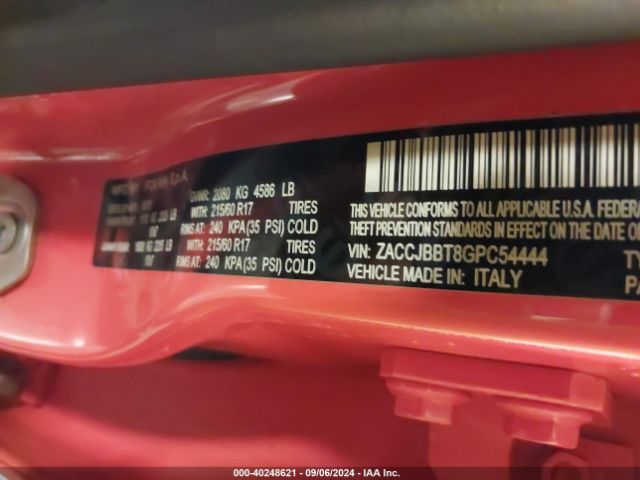 GVWR: 2080 KG 4586 LB
WITH: 215/60 R17 TIRES
RIMS AT: 240 KPA(35 PSI) COLD
WITH: 215/60 R17 TIRES
RIMS AT: 240 KPA(35 PSI) COLD
THIS VEHICLE CONFORMS TO ALL APPLICABLE U.S.A. FEDERA
THEFT PREVENTION STANDARDS IN EFFECT ON THE DATE O
VIN: ZACCJBBT8GPC54444
VEHICLE MADE IN: ITALY
TY
PA
000-40248621 - 09/06/2024 - IAA Inc.